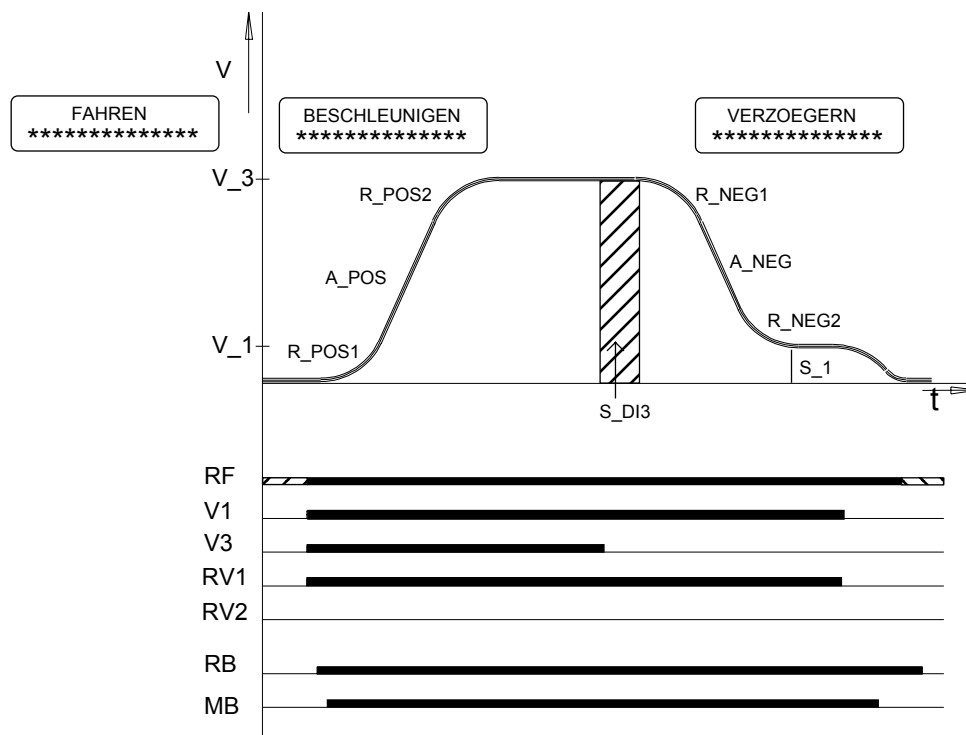 V
FAHREN
**************
BESCHLEUNIGEN
**************
VERZOEGERN
**************
V_3
R_POS2
R_NEG1
A_POS
A_NEG
R_NEG2
V_1
R_POS1
S_1
t
S_DI3
RF
V1
V3
RV1
RV2
RB
MB